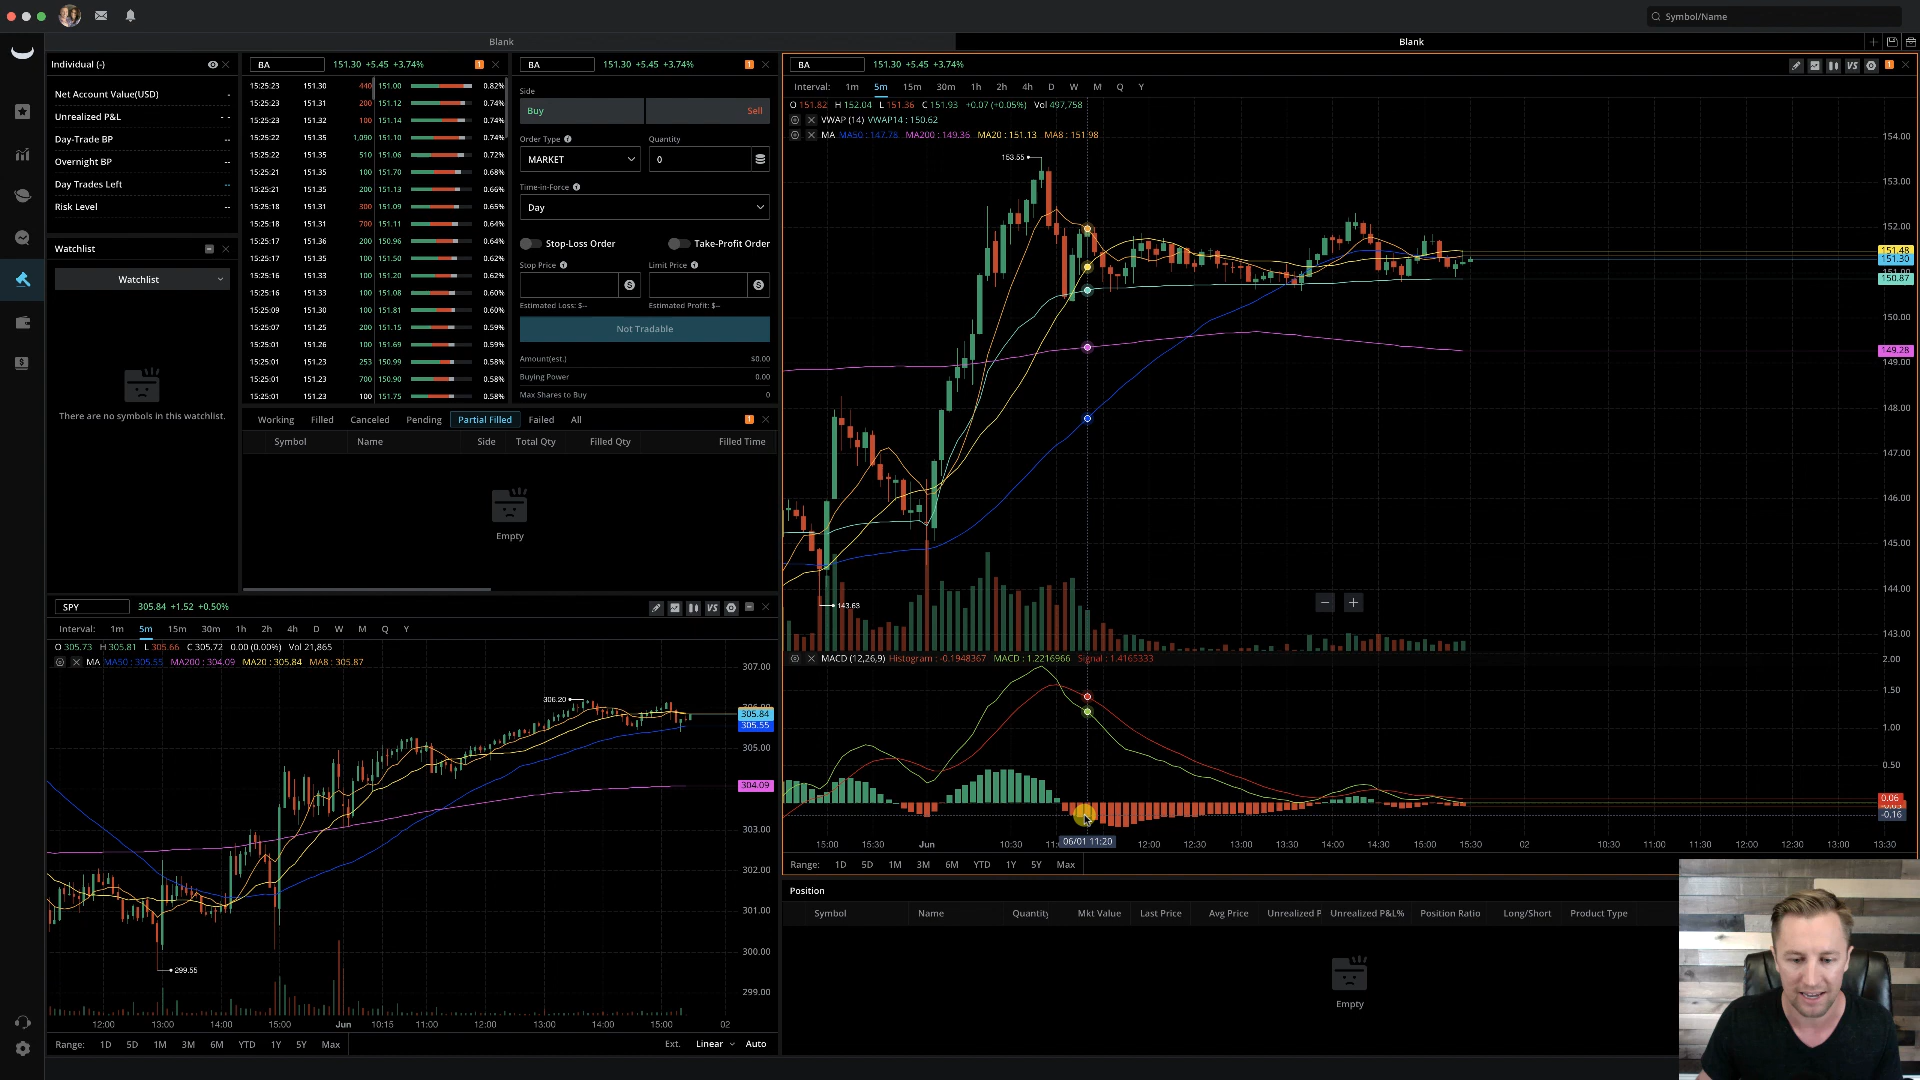 Symbol/Name
Blank
Blank
Individual (-)
Net Account Value(USD) -
Unrealized P&L - -
Day-Trade BP --
Overnight BP --
Day Trades Left --
Risk Level --
Watchlist
Watchlist
There are no symbols in this watchlist.
BA 151.30 +5.45 +3.74% 1
15:25:23 151.30 440 151.00 0.82%
15:25:23 151.31 200 151.12 0.74%
15:25:23 151.32 100 151.14 0.74%
15:25:22 151.35 1,090 151.10 0.74%
15:25:22 151.35 510 151.06 0.72%
15:25:21 151.35 100 151.70 0.68%
15:25:21 151.35 200 151.13 0.66%
15:25:18 151.31 300 151.09 0.65%
15:25:18 151.31 700 151.11 0.64%
15:25:17 151.36 200 150.96 0.64%
15:25:17 151.35 100 151.50 0.62%
15:25:16 151.33 100 151.20 0.62%
15:25:16 151.33 100 151.08 0.60%
15:25:09 151.30 100 151.81 0.60%
15:25:07 151.25 200 151.15 0.59%
15:25:01 151.26 100 151.69 0.59%
15:25:01 151.23 253 150.99 0.58%
15:25:01 151.23 700 150.90 0.58%
15:25:01 151.23 100 151.75 0.58%
BA 151.30 +5.45 +3.74% 1
Side
Buy Sell
Order Type Quantity
MARKET 0
Time-in-Force
Day
Stop-Loss Order Take-Profit Order
Stop Price Limit Price
Estimated Loss: $-- Estimated Profit: $--
Not Tradable
Amount(est.) $0.00
Buying Power 0.00
Max Shares to Buy 0
Working Filled Canceled Pending Partial Filled Failed All 1
Symbol Name Side Total Qty Filled Qty Filled Time
Empty
SPY 305.84 +1.52 +0.50% VS
Interval: 1m 5m 15m 30m 1h 2h 4h D W M Q Y
O 305.73 H 305.81 L 305.66 C 305.72 0.00 (0.00%) Vol 21,865
MA MA50 : 305.55 MA200 : 304.09 MA20 : 305.84 MA8 : 305.87
307.00
306.20
305.84
305.55
305.00
304.09
303.00
302.00
301.00
300.00
299.55
299.00
12:00 13:00 14:00 15:00 Jun 10:15 11:00 12:00 13:00 14:00 15:00 02
Range: 1D 5D 1M 3M 6M YTD 1Y 5Y Max Ext. Linear Auto
BA 151.30 +5.45 +3.74% VS 1
Interval: 1m 5m 15m 30m 1h 2h 4h D W M Q Y
O 151.82 H 152.04 L 151.36 C 151.93 +0.07 (+0.05%) Vol 497,758
VWAP (14) VWAP14 : 150.62
MA MA50 : 147.78 MA200 : 149.36 MA20 : 151.13 MA8 : 151.98
154.00
153.55
153.00
152.00
151.48
151.30
150.87
150.00
149.28
149.00
148.00
147.00
146.00
145.00
144.00
143.63
143.00
MACD (12,26,9) Histogram : -0.1948367 MACD : 1.2216966 Signal : 1.4165333
2.00
1.50
1.00
0.50
0.06
-0.16
15:00 15:30 Jun 10:30 06/01 11:20 12:00 12:30 13:00 13:30 14:00 14:30 15:00 15:30 02 10:30 11:00 11:30 12:00 12:30 13:00 13:30
Range: 1D 5D 1M 3M 6M YTD 1Y 5Y Max
Position
Symbol Name Quantity Mkt Value Last Price Avg Price Unrealized P Unrealized P&L% Position Ratio Long/Short Product Type
Empty